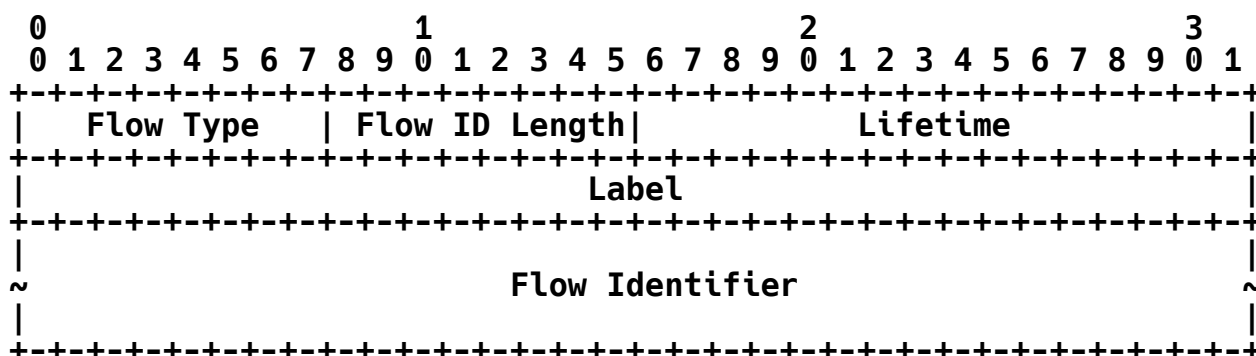 0                   1                   2                   3
 0 1 2 3 4 5 6 7 8 9 0 1 2 3 4 5 6 7 8 9 0 1 2 3 4 5 6 7 8 9 0 1
+-+-+-+-+-+-+-+-+-+-+-+-+-+-+-+-+-+-+-+-+-+-+-+-+-+-+-+-+-+-+-+-+
|   Flow Type   | Flow ID Length|           Lifetime            |
+-+-+-+-+-+-+-+-+-+-+-+-+-+-+-+-+-+-+-+-+-+-+-+-+-+-+-+-+-+-+-+-+
|                             Label                             |
+-+-+-+-+-+-+-+-+-+-+-+-+-+-+-+-+-+-+-+-+-+-+-+-+-+-+-+-+-+-+-+-+
|                                                               |
~                         Flow Identifier                       ~
|                                                               |
+-+-+-+-+-+-+-+-+-+-+-+-+-+-+-+-+-+-+-+-+-+-+-+-+-+-+-+-+-+-+-+-+